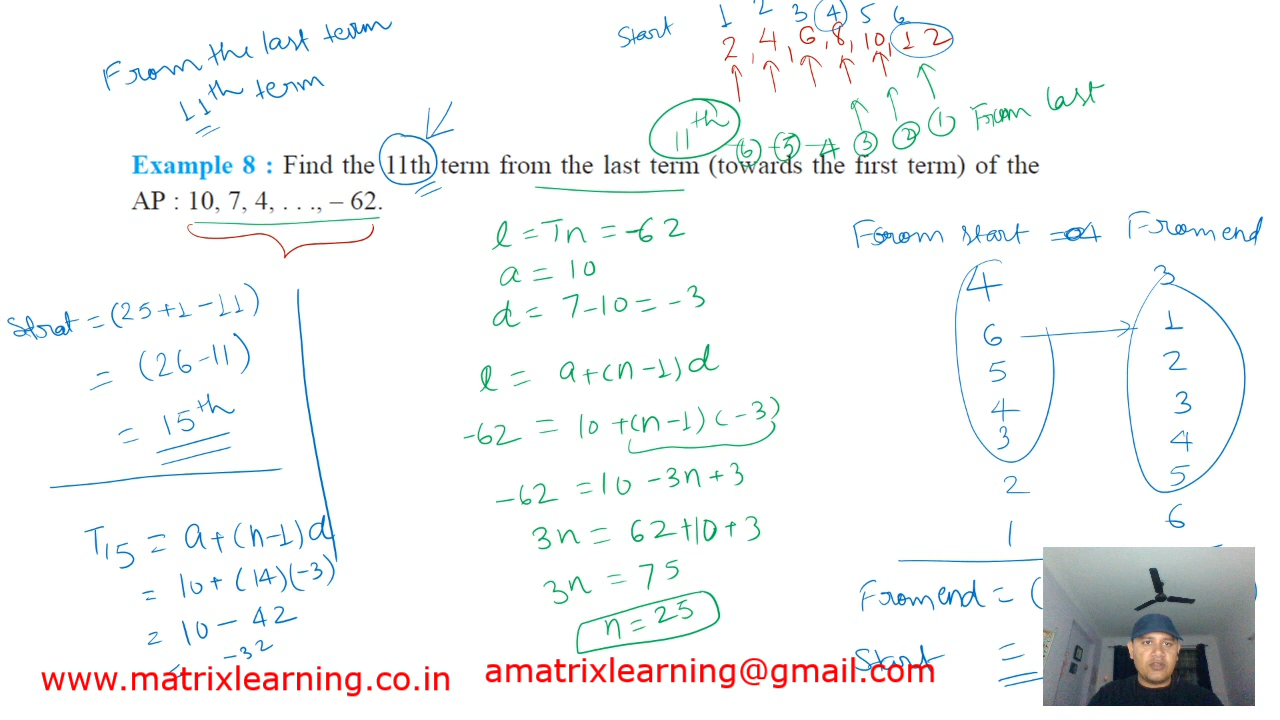 From the last term
11th term
Start 1 2 3 4 5 6
2, 4, 6, 8, 10, 12
11th 6 5 4 3 2 1 From last
Example 8 : Find the 11th term from the last term (towards the first term) of the
AP : 10, 7, 4, . . ., – 62.
l = Tn = -62
a = 10
d = 7-10 = -3
l = a+(n-1)d
-62 = 10 +(n-1)(-3)
-62 = 10 -3n+3
3n = 62+10+3
3n = 75
n = 25
Strat = (25+1-11)
= (26-11)
= 15th
T15 = a+(n-1)d
= 10+(14)(-3)
= 10 - 42
= -32
From start = From end
4 3
6 1
5 2
4 3
3 4
2 5
1 6
From end = (
Start =
www.matrixlearning.co.in
amatrixlearning@gmail.com